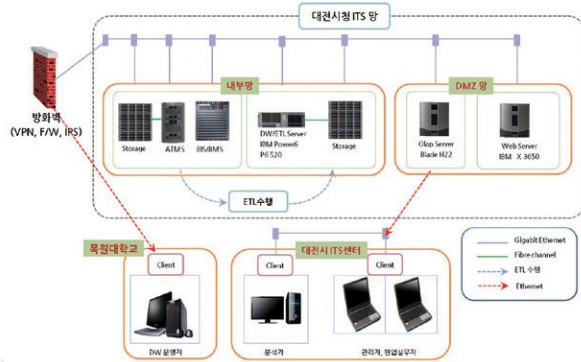 대전시청 ITS 망
내부망
DMZ 망
방화벽
(VPN, F/W, IPS)
Storage
ATMS
BIS/BMS
DW/ETL Server
IBM Power6
P6 520
Storage
Olap Server
Blade H22
Web Server
IBM X 3650
ETL수행
목원대학교
대전시 ITS센터
Client
Client
Client
DW 운영자
분석가
관리자, 현업실무자
Gigabit Ethernet
Fibre channel
ETL 수행
Ethernet